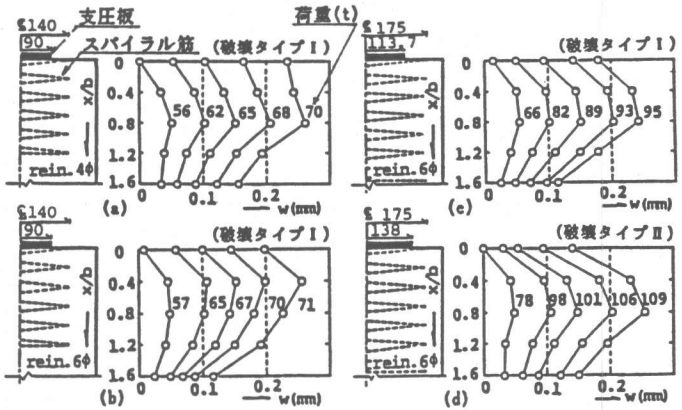 ℄140 支圧板 荷重(t)
90 スパイラル筋 (破壊タイプⅠ)
0
0.4
0.8
1.2
1.6
x/b
56 62 65 68 70
rein.4φ
0 0.1 0.2
w(mm)
(a)
℄ 175
113.7 (破壊タイプⅠ)
0
0.4
0.8
1.2
1.6
x/b
66 82 89 93 95
rein.6φ
0 0.1 0.2
w(mm)
(c)
℄140
90 (破壊タイプⅠ)
0
0.4
0.8
1.2
1.6
x/b
57 65 67 70 71
rein.6φ
0 0.1 0.2
w(mm)
(b)
℄ 175
138 (破壊タイプⅡ)
0
0.4
0.8
1.2
1.6
x/b
78 98 101 106 109
rein.6φ
0 0.1 0.2
w(mm)
(d)